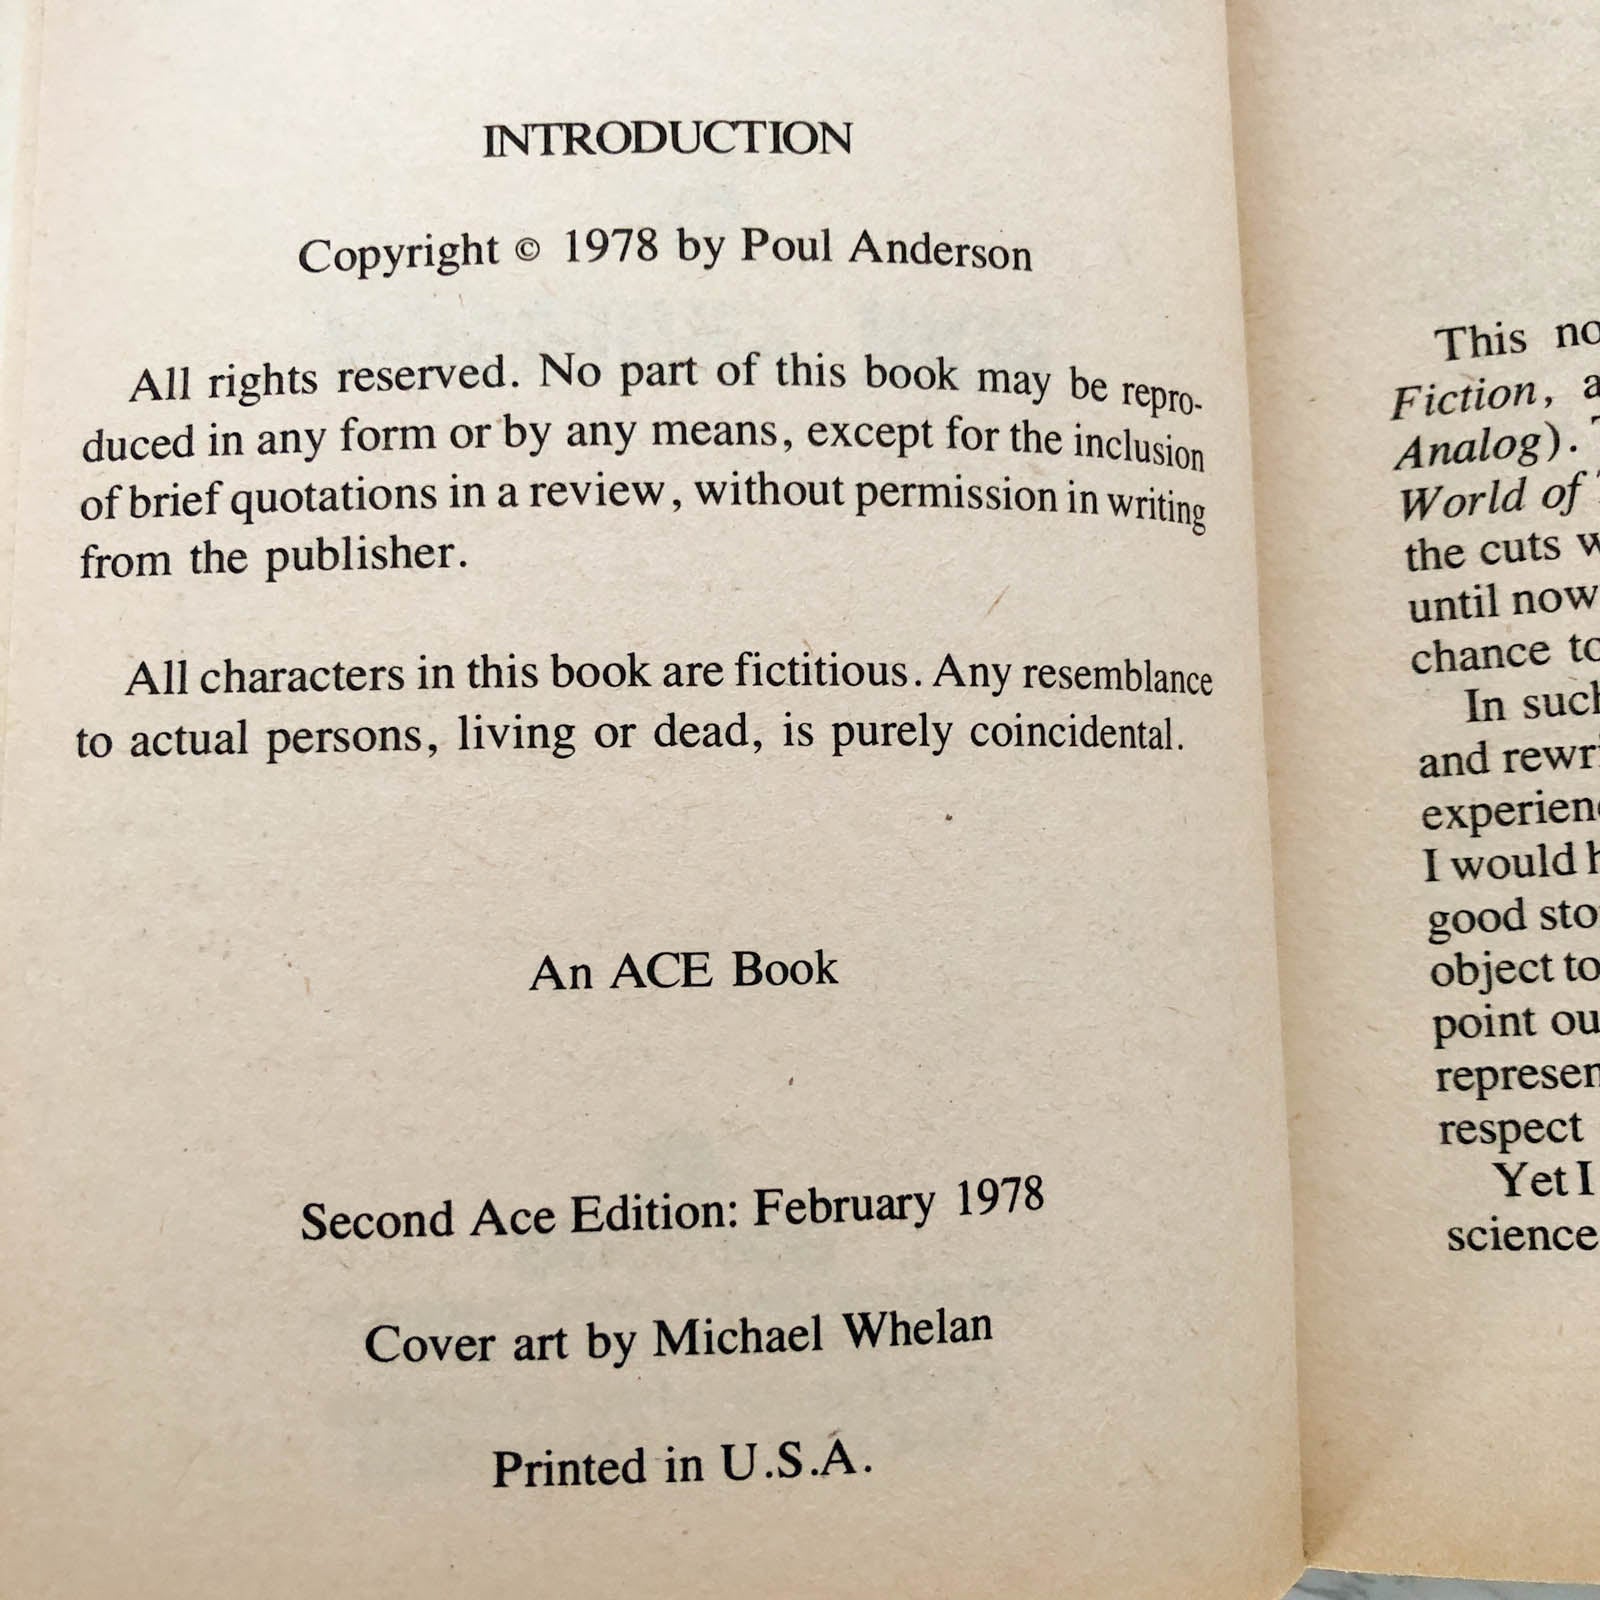 INTRODUCTION
Copyright © 1978 by Poul Anderson
All rights reserved. No part of this book may be repro-
duced in any form or by any means, except for the inclusion
of brief quotations in a review, without permission in writing
from the publisher.
All characters in this book are fictitious. Any resemblance
to actual persons, living or dead, is purely coincidental.
An ACE Book
Second Ace Edition: February 1978
Cover art by Michael Whelan
Printed in U.S.A.
This
Fiction,
Analog).
World of
the cuts
until now
chance
In
and
I would
good
object
point
respect
Yet I
science